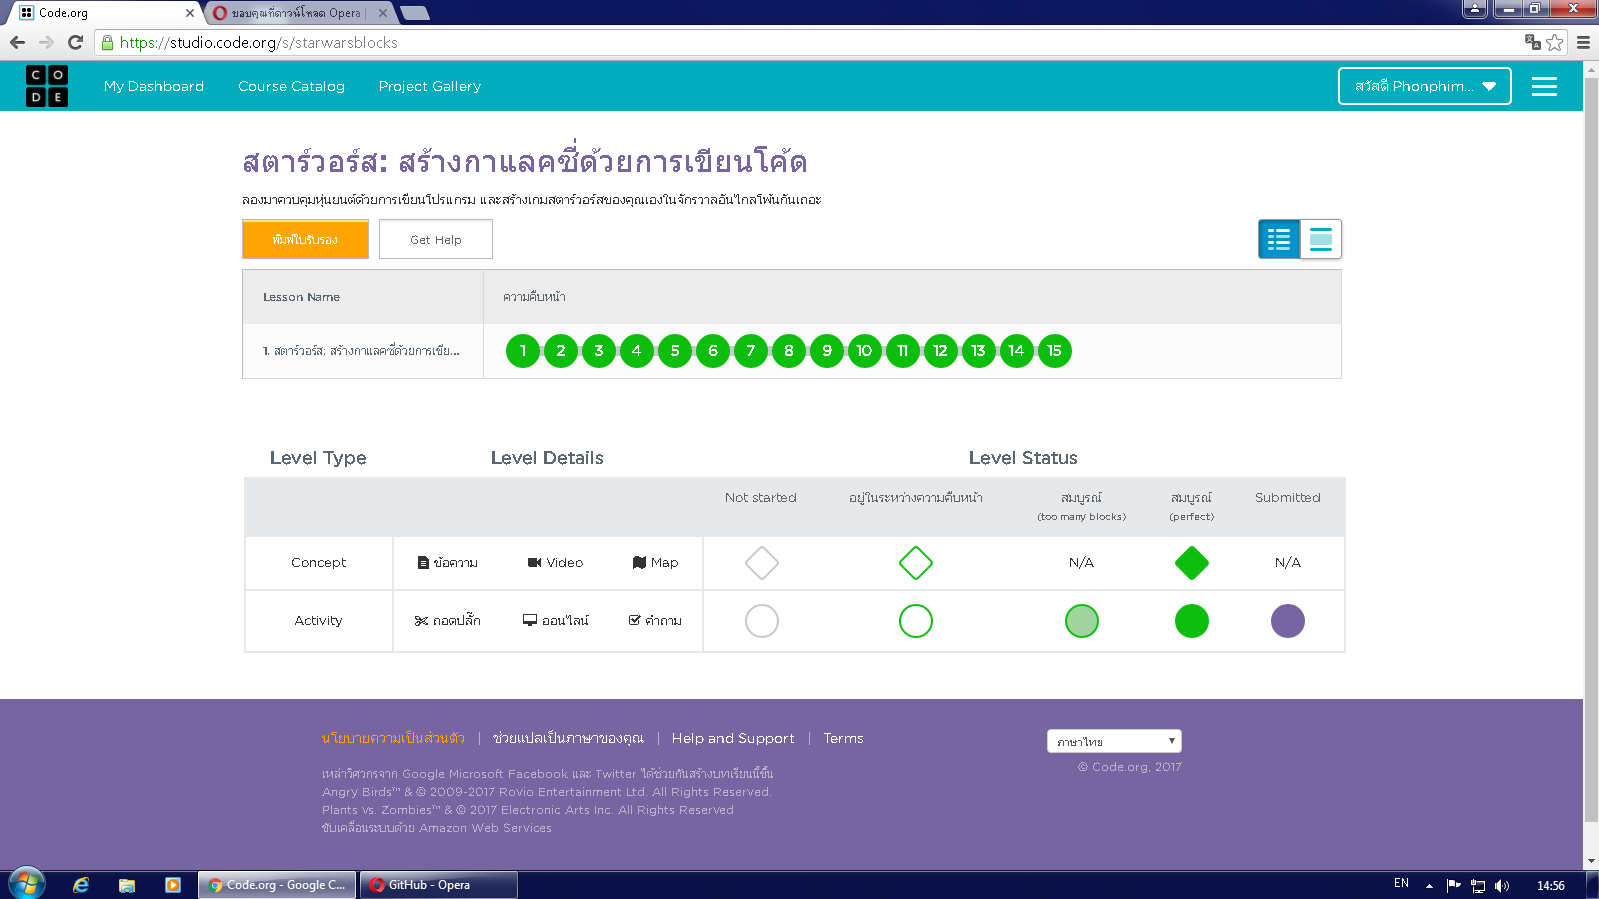 Code.org
ขอบคุณที่ดาวน์โหลด Opera
https://studio.code.org/s/starwarsblocks
CODE
My Dashboard
Course Catalog
Project Gallery
สวัสดี Phonphim...
สตาร์วอร์ส: สร้างกาแลคซี่ด้วยการเขียนโค้ด
ลองมาควบคุมหุ่นยนต์ด้วยการเขียนโปรแกรม และสร้างเกมสตาร์วอร์สของคุณเองในจักรวาลอันไกลโพ้นกันเถอะ
พิมพ์ใบรับรอง
Get Help
Lesson Name
ความคืบหน้า
1. สตาร์วอร์ส: สร้างกาแลคซี่ด้วยการเขีย...
1 2 3 4 5 6 7 8 9 10 11 12 13 14 15
Level Type
Level Details
Level Status
Not started
อยู่ในระหว่างความคืบหน้า
สมบูรณ์
(too many blocks)
สมบูรณ์
(perfect)
Submitted
Concept
ข้อความ
Video
Map
N/A
N/A
Activity
ถอดปลั๊ก
ออนไลน์
คำถาม
นโยบายความเป็นส่วนตัว | ช่วยแปลเป็นภาษาของคุณ | Help and Support | Terms
ภาษาไทย
© Code.org, 2017
เหล่าวิศวกรจาก Google Microsoft Facebook และ Twitter ได้ช่วยกันสร้างบทเรียนนี้ขึ้น
Angry Birds™ & © 2009-2017 Rovio Entertainment Ltd. All Rights Reserved.
Plants vs. Zombies™ & © 2017 Electronic Arts Inc. All Rights Reserved
ขับเคลื่อนระบบด้วย Amazon Web Services
Code.org - Google C...
GitHub - Opera
EN
14:56